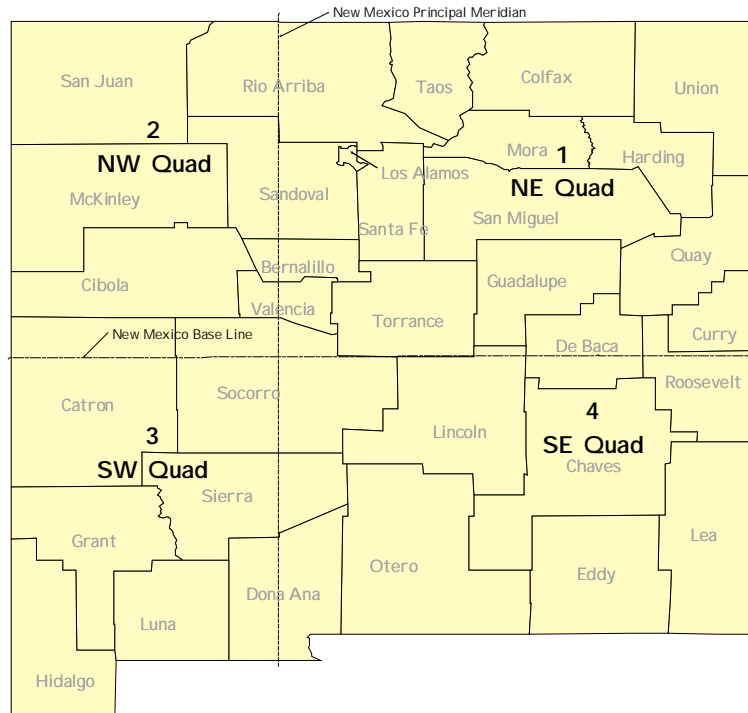 New Mexico Principal Meridian
San Juan
Rio Arriba
Taos
Colfax
Union
2
NW Quad
Mora
1
Harding
McKinley
Sandoval
Los Alamos
NE Quad
Santa Fe
San Miguel
Cibola
Bernalillo
Guadalupe
Quay
Valencia
Torrance
New Mexico Base Line
De Baca
Curry
Catron
Socorro
Roosevelt
3
SW Quad
Lincoln
4
SE Quad
Chaves
Sierra
Grant
Otero
Eddy
Lea
Luna
Dona Ana
Hidalgo